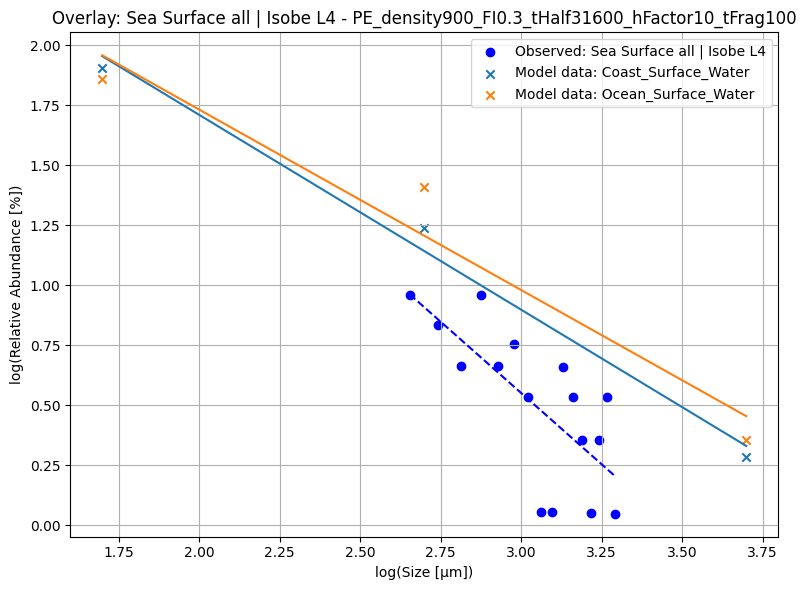 Overlay: Sea Surface all | Isobe L4 - PE_density900_FI0.3_tHalf31600_hFactor10_tFrag100
Observed: Sea Surface all | Isobe L4
Model data: Coast_Surface_Water
Model data: Ocean_Surface_Water
log(Relative Abundance [%])
2.00
1.75
1.50
1.25
1.00
0.75
0.50
0.25
0.00
1.75 2.00 2.25 2.50 2.75 3.00 3.25 3.50 3.75
log(Size [μm])